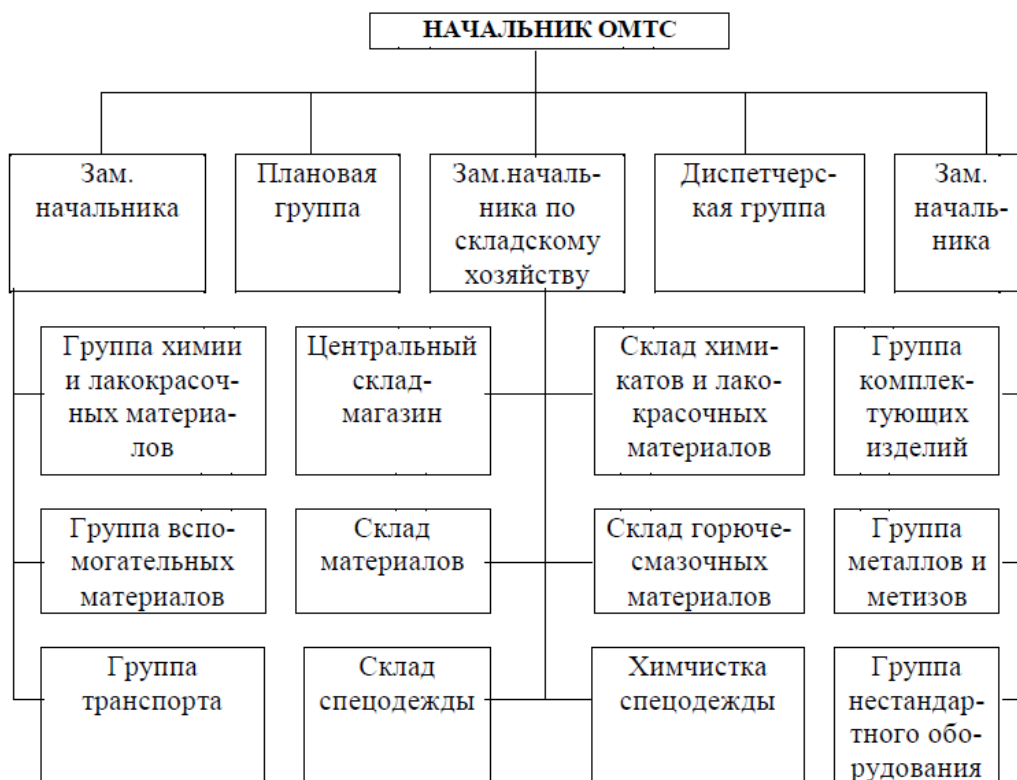 НАЧАЛЬНИК ОМТС
Зам.
начальника
Плановая
группа
Зам.началь-
ника по
складскому
хозяйству
Диспетчерс-
кая группа
Зам.
началь-
ника
Группа химии
и лакокрасоч-
ных материа-
лов
Центральный
склад-
магазин
Склад хими-
катов и лако-
красочных
материалов
Группа
комплек-
тующих
изделий
Группа вспо-
могательных
материалов
Склад
материалов
Склад горюче-
смазочных
материалов
Группа
металлов и
метизов
Группа
транспорта
Склад
спецодежды
Химчистка
спецодежды
Группа
нестандар-
тного обо-
рудования